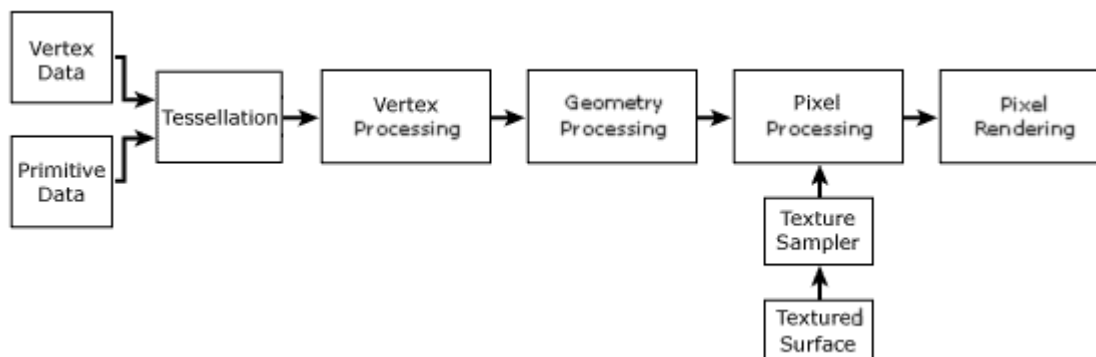 Vertex
Data
Primitive
Data
Tessellation
Vertex
Processing
Geometry
Processing
Pixel
Processing
Pixel
Rendering
Texture
Sampler
Textured
Surface